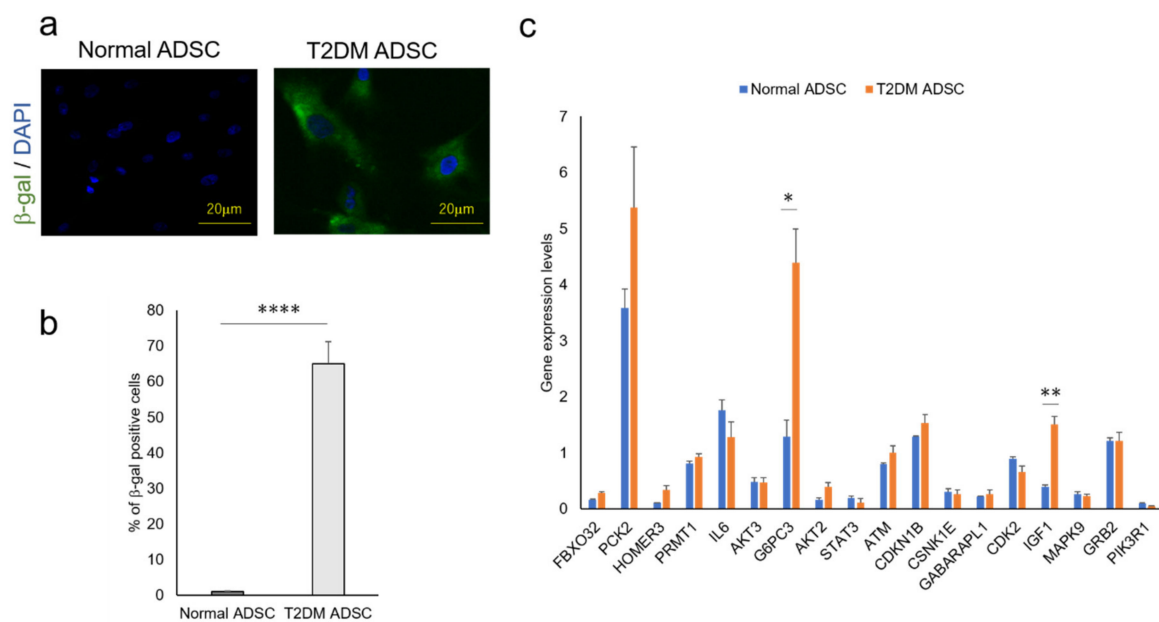 a
Normal ADSC
T2DM ADSC
β-gal / DAPI
20μm
20μm
b
% of β-gal positive cells
80
70
60
50
40
30
20
10
0
****
Normal ADSC
T2DM ADSC
c
Normal ADSC
T2DM ADSC
Gene expression levels
7
6
5
4
3
2
1
0
*
**
FBXO32
PCK2
HOMER3
PRMT1
IL6
AKT3
G6PC3
AKT2
STAT3
ATM
CDKN1B
CSNK1E
GABARAPL1
CDK2
IGF1
MAPK9
GRB2
PIK3R1